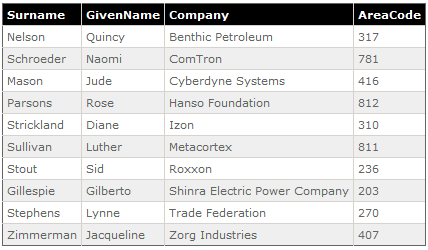 Surname GivenName Company AreaCode
Nelson Quincy Benthic Petroleum 317
Schroeder Naomi ComTron 781
Mason Jude Cyberdyne Systems 416
Parsons Rose Hanso Foundation 812
Strickland Diane Izon 310
Sullivan Luther Metacortex 811
Stout Sid Roxxon 236
Gillespie Gilberto Shinra Electric Power Company 203
Stephens Lynne Trade Federation 270
Zimmerman Jacqueline Zorg Industries 407